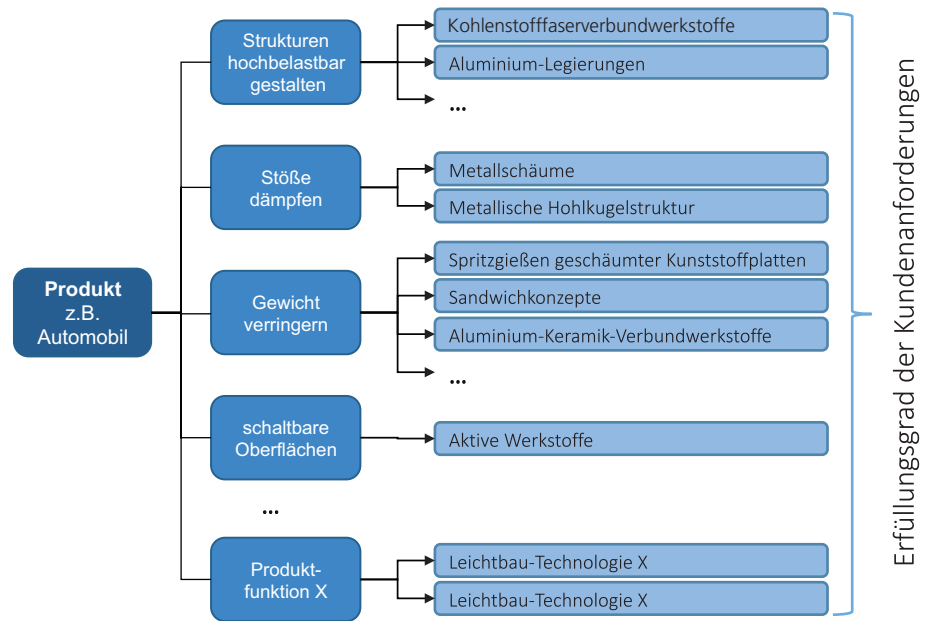 Produkt
z.B.
Automobil
Strukturen
hochbelastbar
gestalten
Kohlenstofffaserverbundwerkstoffe
Aluminium-Legierungen
...
Stöße
dämpfen
Metallschäume
Metallische Hohlkugelstruktur
Gewicht
verringern
Spritzgießen geschäumter Kunststoffplatten
Sandwichkonzepte
Aluminium-Keramik-Verbundwerkstoffe
...
schaltbare
Oberflächen
Aktive Werkstoffe
...
Produkt-
funktion X
Leichtbau-Technologie X
Leichtbau-Technologie X
Erfüllungsgrad der Kundenanforderungen